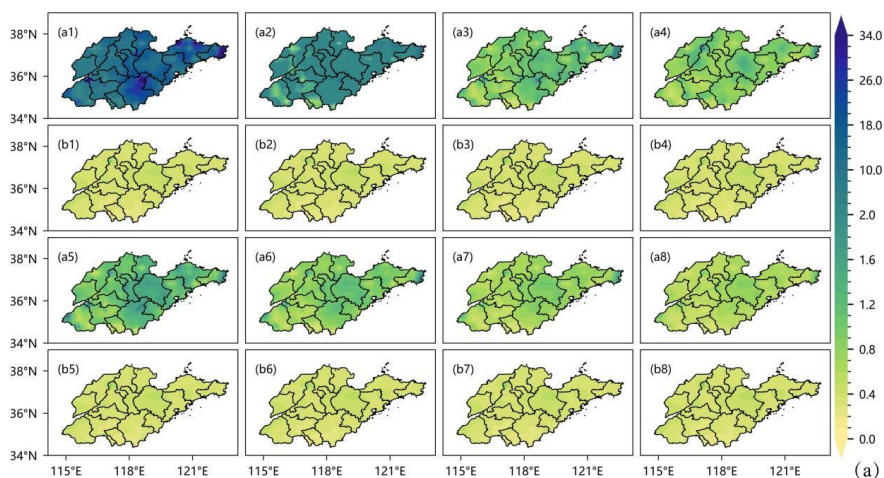 (a1) (a2) (a3) (a4)
38°N
36°N
34°N
(b1) (b2) (b3) (b4)
38°N
36°N
34°N
(a5) (a6) (a7) (a8)
38°N
36°N
34°N
(b5) (b6) (b7) (b8)
38°N
36°N
34°N
115°E 118°E 121°E 115°E 118°E 121°E 115°E 118°E 121°E 115°E 118°E 121°E
34.0
26.0
18.0
10.0
2.0
1.6
1.2
0.8
0.4
0.0
(a)